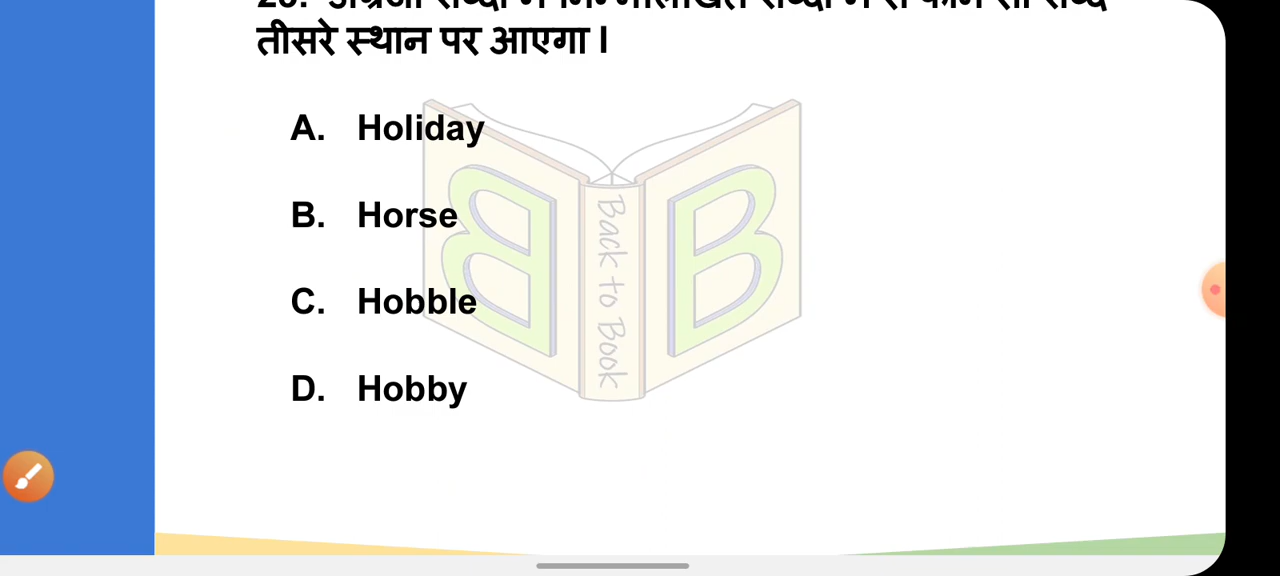 तीसरे स्थान पर आएगा।
A. Holiday
B. Horse
C. Hobble
D. Hobby
Back to Book
B B